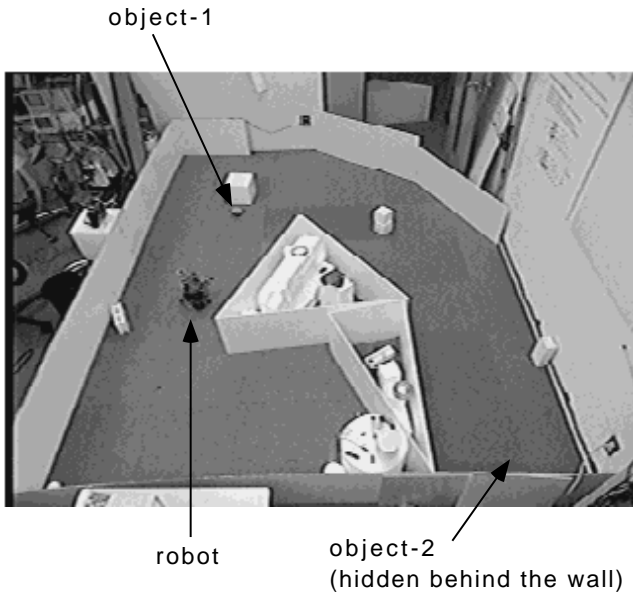 object-1
robot
object-2
(hidden behind the wall)